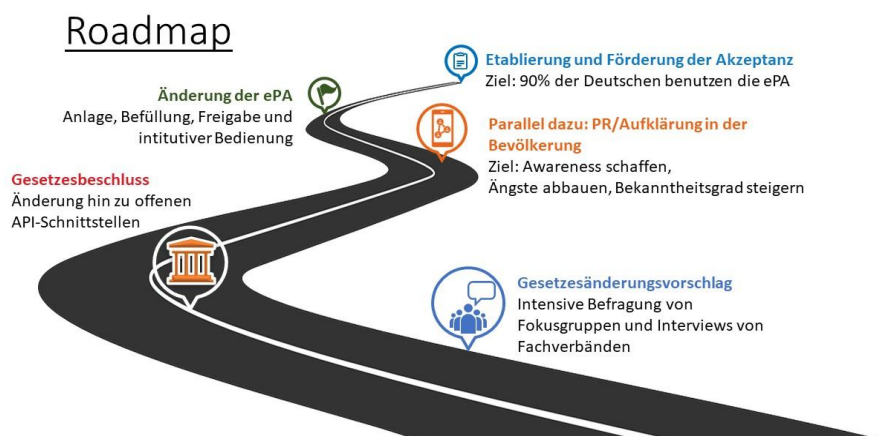 Roadmap
Etablierung und Förderung der Akzeptanz
Ziel: 90% der Deutschen benutzen die ePA
Änderung der ePA
Anlage, Befüllung, Freigabe und
intitutiver Bedienung
Parallel dazu: PR/Aufklärung in der
Bevölkerung
Ziel: Awareness schaffen,
Ängste abbauen, Bekanntheitsgrad steigern
Gesetzesbeschluss
Änderung hin zu offenen
API-Schnittstellen
Gesetzesänderungsvorschlag
Intensive Befragung von
Fokusgruppen und Interviews von
Fachverbänden